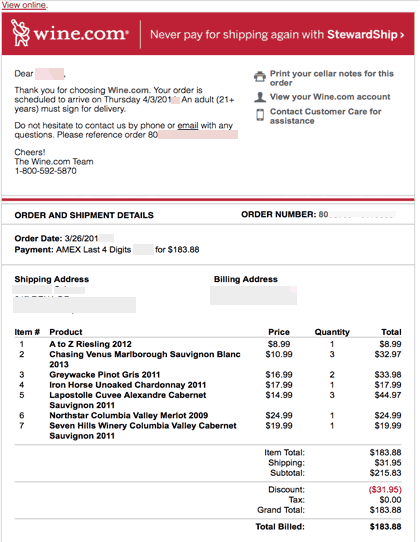 View online.
wine.com® Never pay for shipping again with StewardShip ›
Dear ,
Thank you for choosing Wine.com. Your order is
scheduled to arrive on Thursday 4/3/201 An adult (21+
years) must sign for delivery.
Do not hesitate to contact us by phone or email with any
questions. Please reference order 80
Cheers!
The Wine.com Team
1-800-592-5870
Print your cellar notes for this
order
View your Wine.com account
Contact Customer Care for
assistance
ORDER AND SHIPMENT DETAILS ORDER NUMBER: 80
Order Date: 3/26/201
Payment: AMEX Last 4 Digits for $183.88
Shipping Address Billing Address
Item # Product Price Quantity Total
1 A to Z Riesling 2012 $8.99 1 $8.99
2 Chasing Venus Marlborough Sauvignon Blanc $10.99 3 $32.97
2013
3 Greywacke Pinot Gris 2011 $16.99 2 $33.98
4 Iron Horse Unoaked Chardonnay 2011 $17.99 1 $17.99
5 Lapostolle Cuvee Alexandre Cabernet $14.99 3 $44.97
Sauvignon 2011
6 Northstar Columbia Valley Merlot 2009 $24.99 1 $24.99
7 Seven Hills Winery Columbia Valley Cabernet $19.99 1 $19.99
Sauvignon 2011
Item Total: $183.88
Shipping: $31.95
Subtotal: $215.83
Discount: ($31.95)
Tax: $0.00
Grand Total: $183.88
Total Billed: $183.88